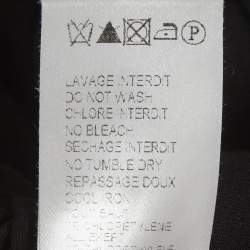 P
LAVAGE INTERDIT
DO NOT WASH
CHLORE INTERDIT
NO BLEACH
SECHAGE INTERDIT
NO TUMBLE DRY
REPASSAGE DOUX
COOL IRON